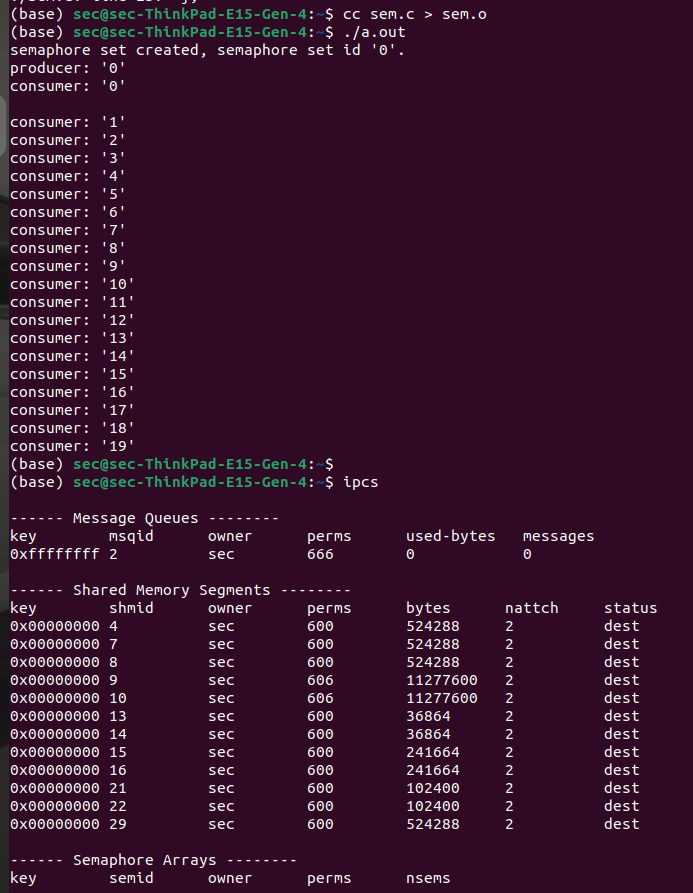 (base) sec@sec-ThinkPad-E15-Gen-4:~$ cc sem.c > sem.o
(base) sec@sec-ThinkPad-E15-Gen-4:~$ ./a.out
semaphore set created, semaphore set id '0'.
producer: '0'
consumer: '0'

consumer: '1'
consumer: '2'
consumer: '3'
consumer: '4'
consumer: '5'
consumer: '6'
consumer: '7'
consumer: '8'
consumer: '9'
consumer: '10'
consumer: '11'
consumer: '12'
consumer: '13'
consumer: '14'
consumer: '15'
consumer: '16'
consumer: '17'
consumer: '18'
consumer: '19'
(base) sec@sec-ThinkPad-E15-Gen-4:~$
(base) sec@sec-ThinkPad-E15-Gen-4:~$ ipcs

------ Message Queues --------
key        msqid      owner      perms      used-bytes   messages
0xffffffff 2          sec        666        0            0

------ Shared Memory Segments --------
key        shmid      owner      perms      bytes      nattch     status
0x00000000 4          sec        600        524288     2          dest
0x00000000 7          sec        600        524288     2          dest
0x00000000 8          sec        600        524288     2          dest
0x00000000 9          sec        606        11277600   2          dest
0x00000000 10         sec        606        11277600   2          dest
0x00000000 13         sec        600        36864      2          dest
0x00000000 14         sec        600        36864      2          dest
0x00000000 15         sec        600        241664     2          dest
0x00000000 16         sec        600        241664     2          dest
0x00000000 21         sec        600        102400     2          dest
0x00000000 22         sec        600        102400     2          dest
0x00000000 29         sec        600        524288     2          dest

------ Semaphore Arrays --------
key        semid      owner      perms      nsems